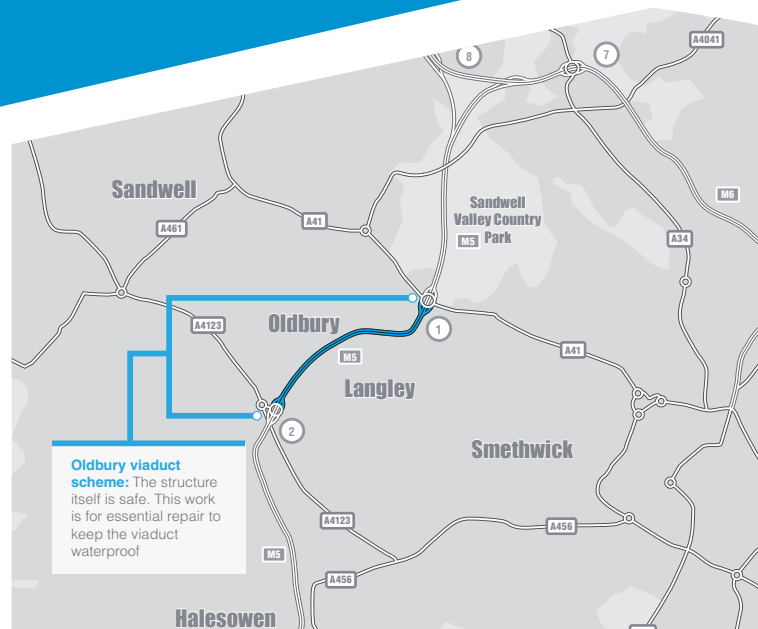 A4041
8
7
M6
Sandwell
A461
A41
Sandwell
Valley Country
Park
M5
A34
A4123
Oldbury
1
M5
A41
Langley
2
Smethwick
Oldbury viaduct
scheme: The structure
itself is safe. This work
is for essential repair to
keep the viaduct
waterproof
A4123
A456
M5
A456
Halesowen